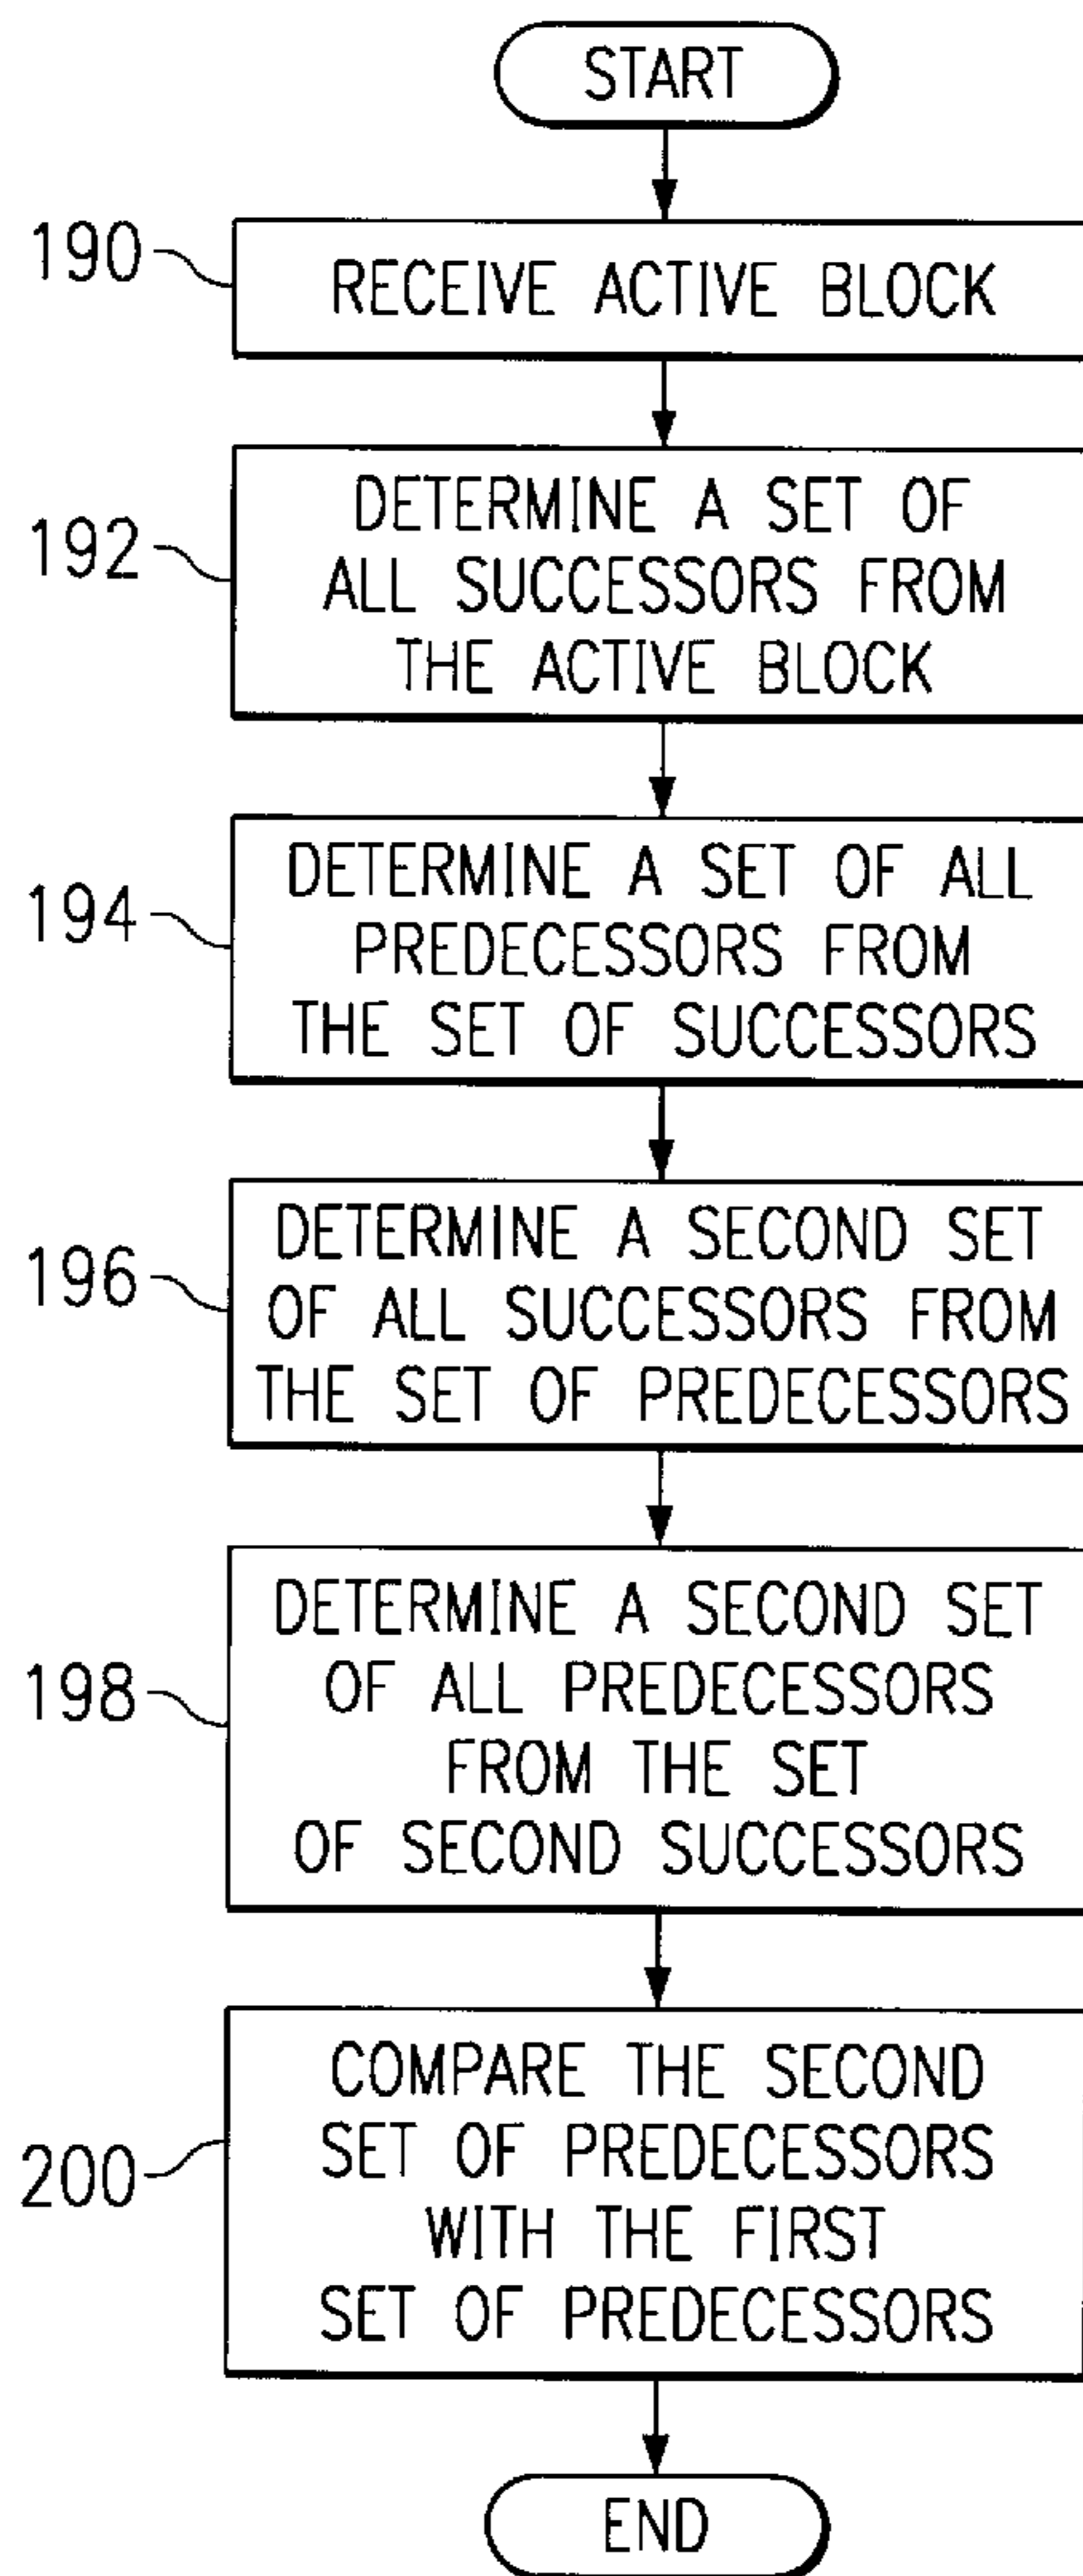 START
190
RECEIVE ACTIVE BLOCK
192
DETERMINE A SET OF
ALL SUCCESSORS FROM
THE ACTIVE BLOCK
194
DETERMINE A SET OF ALL
PREDECESSORS FROM
THE SET OF SUCCESSORS
196
DETERMINE A SECOND SET
OF ALL SUCCESSORS FROM
THE SET OF PREDECESSORS
198
DETERMINE A SECOND SET
OF ALL PREDECESSORS
FROM THE SET
OF SECOND SUCCESSORS
200
COMPARE THE SECOND
SET OF PREDECESSORS
WITH THE FIRST
SET OF PREDECESSORS
END